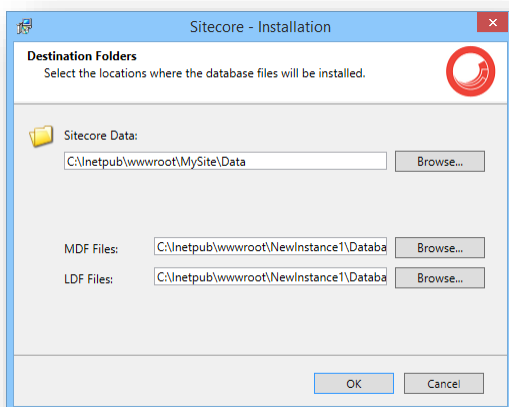 Sitecore - Installation
Destination Folders
Select the locations where the database files will be installed.
Sitecore Data:
C:\Inetpub\wwwroot\MySite\Data Browse...
MDF Files: C:\Inetpub\wwwroot\NewInstance1\Databa Browse...
LDF Files: C:\Inetpub\wwwroot\NewInstance1\Databa Browse...
OK Cancel